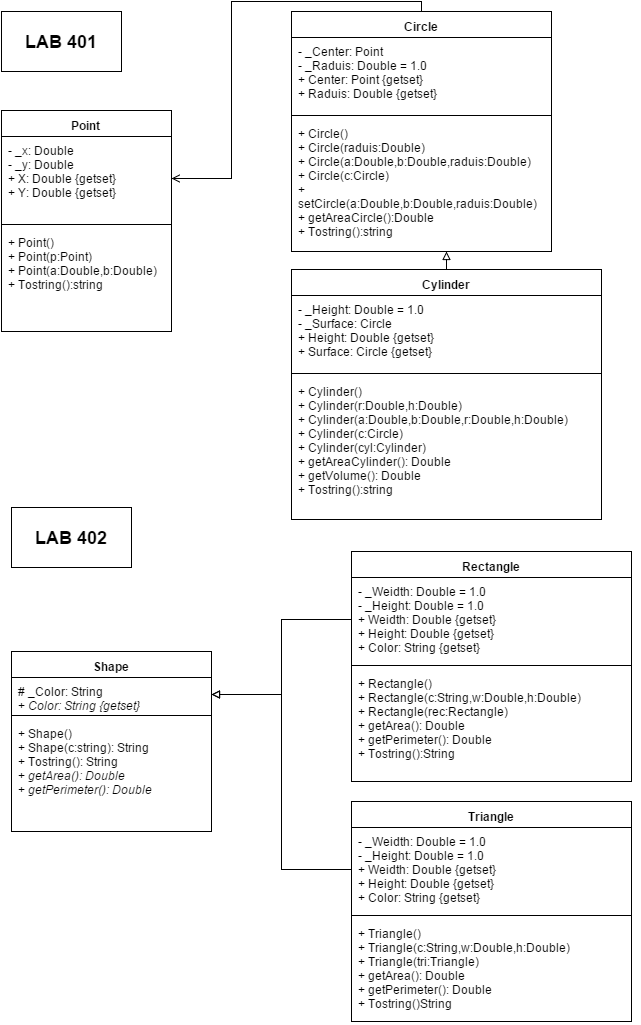 LAB 401
Circle
- _Center: Point
- _Raduis: Double = 1.0
+ Center: Point {getset}
+ Raduis: Double {getset}
+ Circle()
+ Circle(raduis:Double)
+ Circle(a:Double,b:Double,raduis:Double)
+ Circle(c:Circle)
+
setCircle(a:Double,b:Double,raduis:Double)
+ getAreaCircle():Double
+ Tostring():string
Point
- _x: Double
- _y: Double
+ X: Double {getset}
+ Y: Double {getset}
+ Point()
+ Point(p:Point)
+ Point(a:Double,b:Double)
+ Tostring():string
Cylinder
- _Height: Double = 1.0
- _Surface: Circle
+ Height: Double {getset}
+ Surface: Circle {getset}
+ Cylinder()
+ Cylinder(r:Double,h:Double)
+ Cylinder(a:Double,b:Double,r:Double,h:Double)
+ Cylinder(c:Circle)
+ Cylinder(cyl:Cylinder)
+ getAreaCylinder(): Double
+ getVolume(): Double
+ Tostring():string
LAB 402
Rectangle
- _Weidth: Double = 1.0
- _Height: Double = 1.0
+ Weidth: Double {getset}
+ Height: Double {getset}
+ Color: String {getset}
+ Rectangle()
+ Rectangle(c:String,w:Double,h:Double)
+ Rectangle(rec:Rectangle)
+ getArea(): Double
+ getPerimeter(): Double
+ Tostring():String
Shape
# _Color: String
+ Color: String {getset}
+ Shape()
+ Shape(c:string): String
+ Tostring(): String
+ getArea(): Double
+ getPerimeter(): Double
Triangle
- _Weidth: Double = 1.0
- _Height: Double = 1.0
+ Weidth: Double {getset}
+ Height: Double {getset}
+ Color: String {getset}
+ Triangle()
+ Triangle(c:String,w:Double,h:Double)
+ Triangle(tri:Triangle)
+ getArea(): Double
+ getPerimeter(): Double
+ Tostring()String